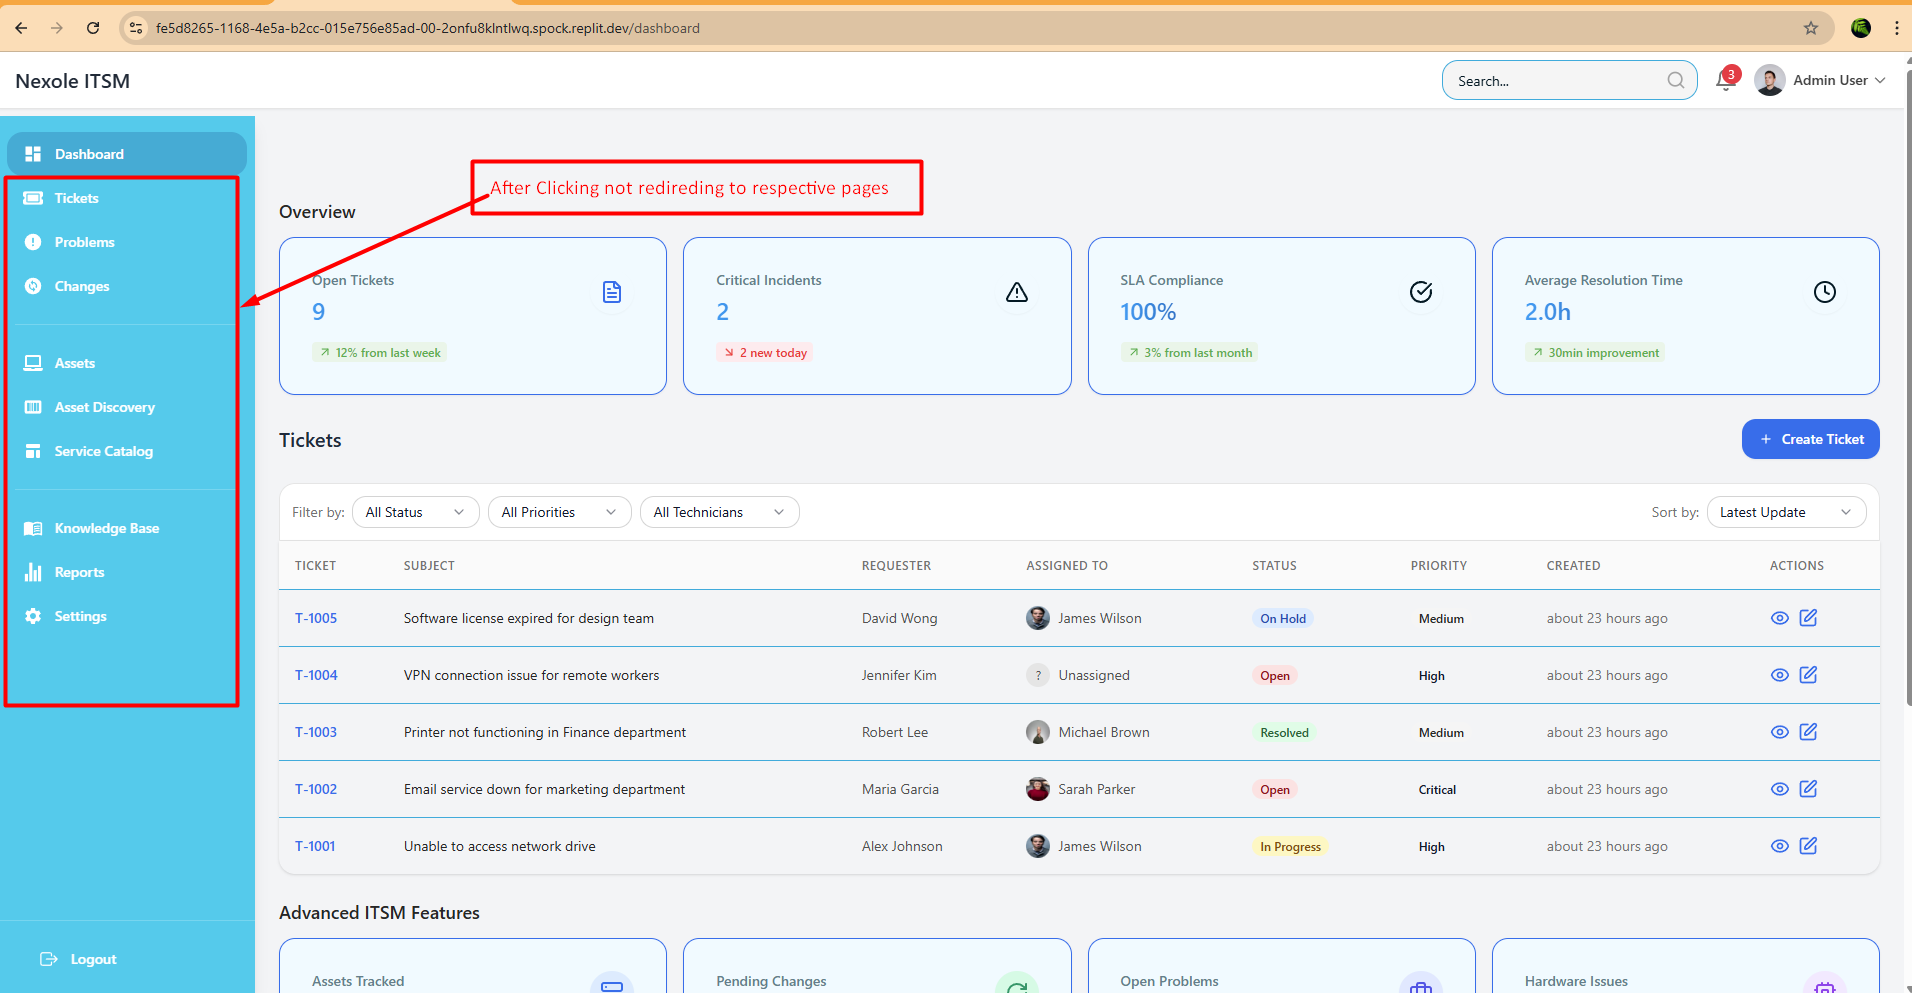 fe5d8265-1168-4e5a-b2cc-015e756e85ad-00-2onfu8klntlwq.spock.replit.dev/dashboard
Nexole ITSM
Search...
3
Admin User
Dashboard
Tickets
Problems
Changes
Assets
Asset Discovery
Service Catalog
Knowledge Base
Reports
Settings
Logout
After Clicking not redireding to respective pages
Overview
Open Tickets
9
12% from last week
Critical Incidents
2
2 new today
SLA Compliance
100%
3% from last month
Average Resolution Time
2.0h
30min improvement
Tickets
+ Create Ticket
Filter by: All Status All Priorities All Technicians Sort by: Latest Update
TICKET SUBJECT REQUESTER ASSIGNED TO STATUS PRIORITY CREATED ACTIONS
T-1005 Software license expired for design team David Wong James Wilson On Hold Medium about 23 hours ago
T-1004 VPN connection issue for remote workers Jennifer Kim ? Unassigned Open High about 23 hours ago
T-1003 Printer not functioning in Finance department Robert Lee Michael Brown Resolved Medium about 23 hours ago
T-1002 Email service down for marketing department Maria Garcia Sarah Parker Open Critical about 23 hours ago
T-1001 Unable to access network drive Alex Johnson James Wilson In Progress High about 23 hours ago
Advanced ITSM Features
Assets Tracked
Pending Changes
Open Problems
Hardware Issues